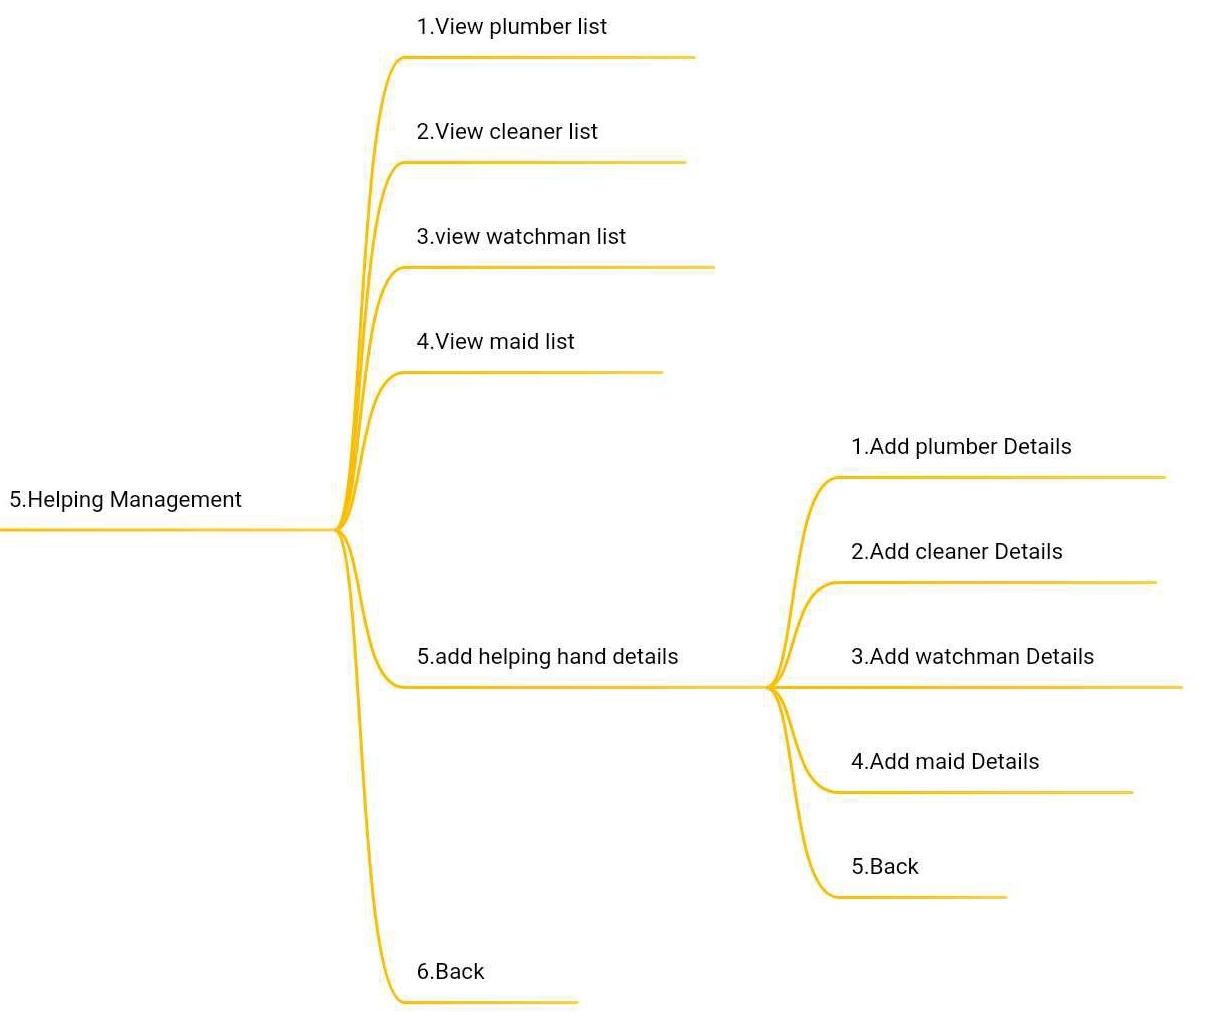 1.View plumber list
2.View cleaner list
3.view watchman list
4.View maid list
5.Helping Management
5.add helping hand details
1.Add plumber Details
2.Add cleaner Details
3.Add watchman Details
4.Add maid Details
5.Back
6.Back